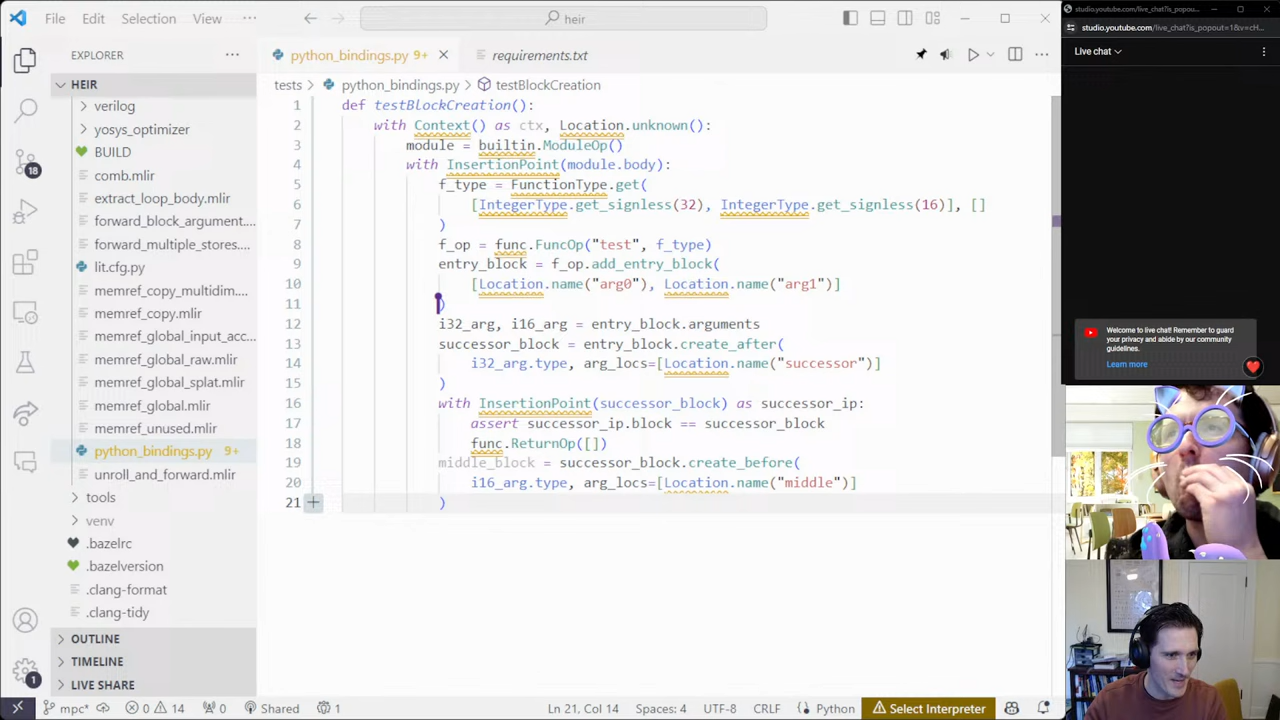 File Edit Selection View ··· heir
studio.youtube.com/live_chat?is_popou...
studio.youtube.com/live_chat?is_popout=1&v=cH...
Live chat
EXPLORER ···
HEIR
verilog
yosys_optimizer
BUILD
comb.mlir
extract_loop_body.mlir
forward_block_argument....
forward_multiple_stores....
lit.cfg.py
memref_copy_multidim....
memref_copy.mlir
memref_global_input_acc...
memref_global_raw.mlir
memref_global_splat.mlir
memref_global.mlir
memref_unused.mlir
python_bindings.py 9+
unroll_and_forward.mlir
tools
venv
.bazelrc
.bazelversion
.clang-format
.clang-tidy
OUTLINE
TIMELINE
LIVE SHARE
18
1
python_bindings.py 9+ requirements.txt
tests > python_bindings.py > testBlockCreation
1 def testBlockCreation():
2 with Context() as ctx, Location.unknown():
3 module = builtin.ModuleOp()
4 with InsertionPoint(module.body):
5 f_type = FunctionType.get(
6 [IntegerType.get_signless(32), IntegerType.get_signless(16)], []
7 )
8 f_op = func.FuncOp("test", f_type)
9 entry_block = f_op.add_entry_block(
10 [Location.name("arg0"), Location.name("arg1")]
11 )
12 i32_arg, i16_arg = entry_block.arguments
13 successor_block = entry_block.create_after(
14 i32_arg.type, arg_locs=[Location.name("successor")]
15 )
16 with InsertionPoint(successor_block) as successor_ip:
17 assert successor_ip.block == successor_block
18 func.ReturnOp([])
19 middle_block = successor_block.create_before(
20 i16_arg.type, arg_locs=[Location.name("middle")]
21 )
Welcome to live chat! Remember to guard
your privacy and abide by our community
guidelines.
Learn more
mpc* 0 14 0 Shared 1 Ln 21, Col 14 Spaces: 4 UTF-8 CRLF Python Select Interpreter